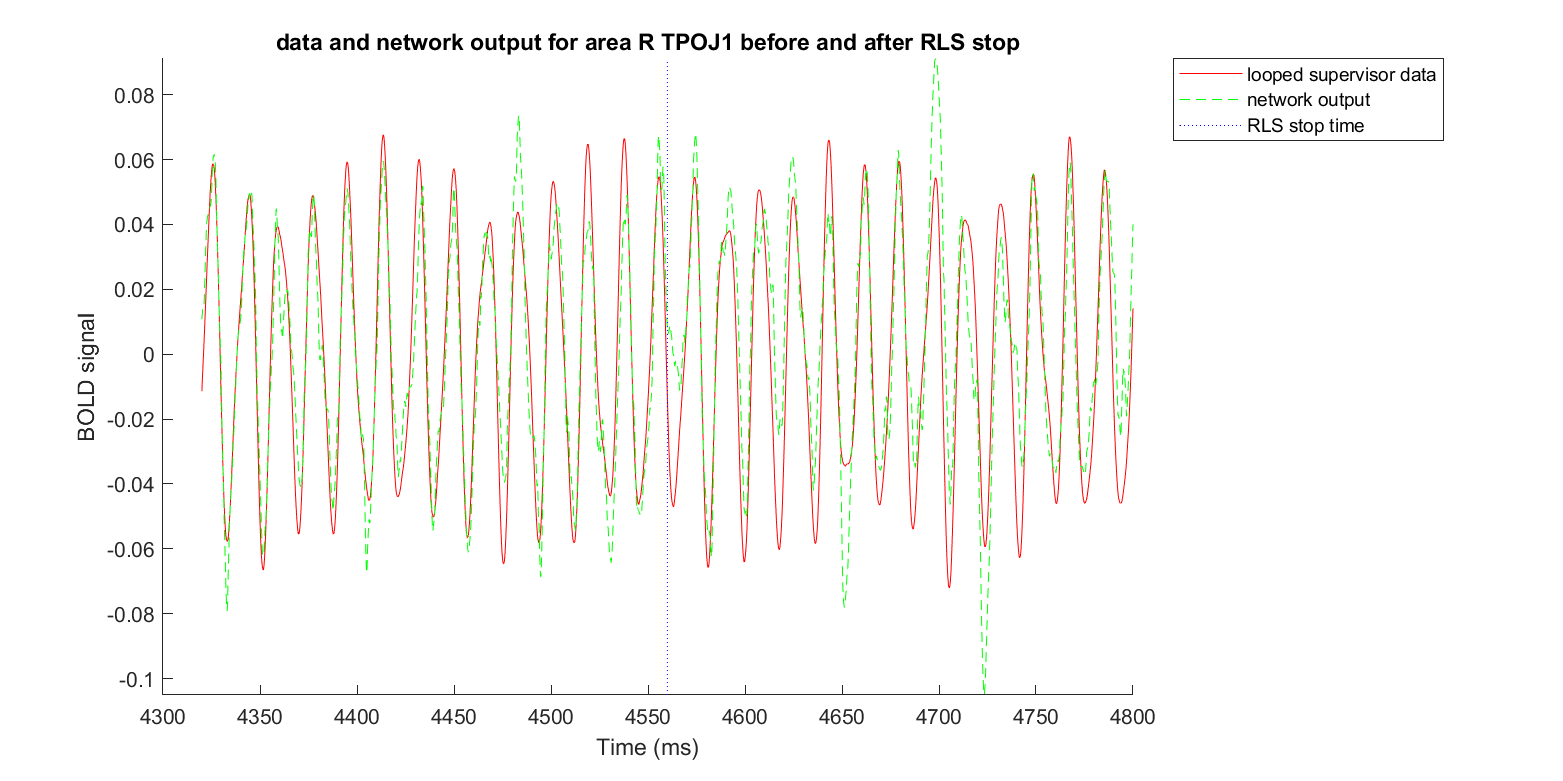 data and network output for area R TPOJ1 before and after RLS stop
looped supervisor data
network output
RLS stop time
BOLD signal
0.08
0.06
0.04
0.02
0
-0.02
-0.04
-0.06
-0.08
-0.1
4300 4350 4400 4450 4500 4550 4600 4650 4700 4750 4800
Time (ms)